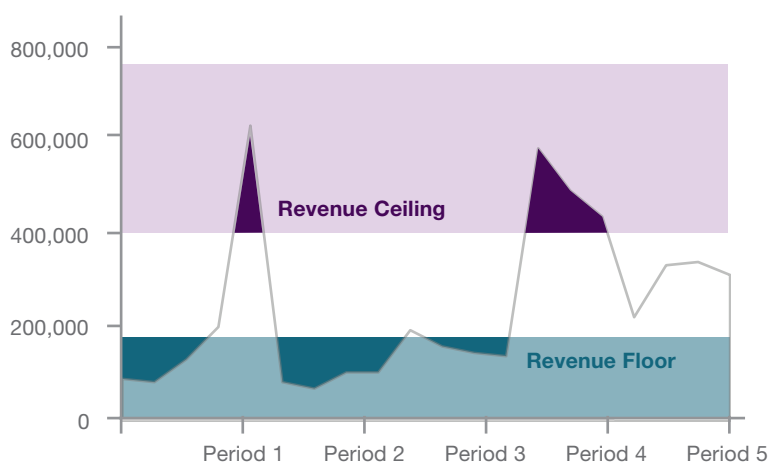 800,000
600,000
Revenue Ceiling
400,000
200,000
Revenue Floor
0
Period 1 Period 2 Period 3 Period 4 Period 5